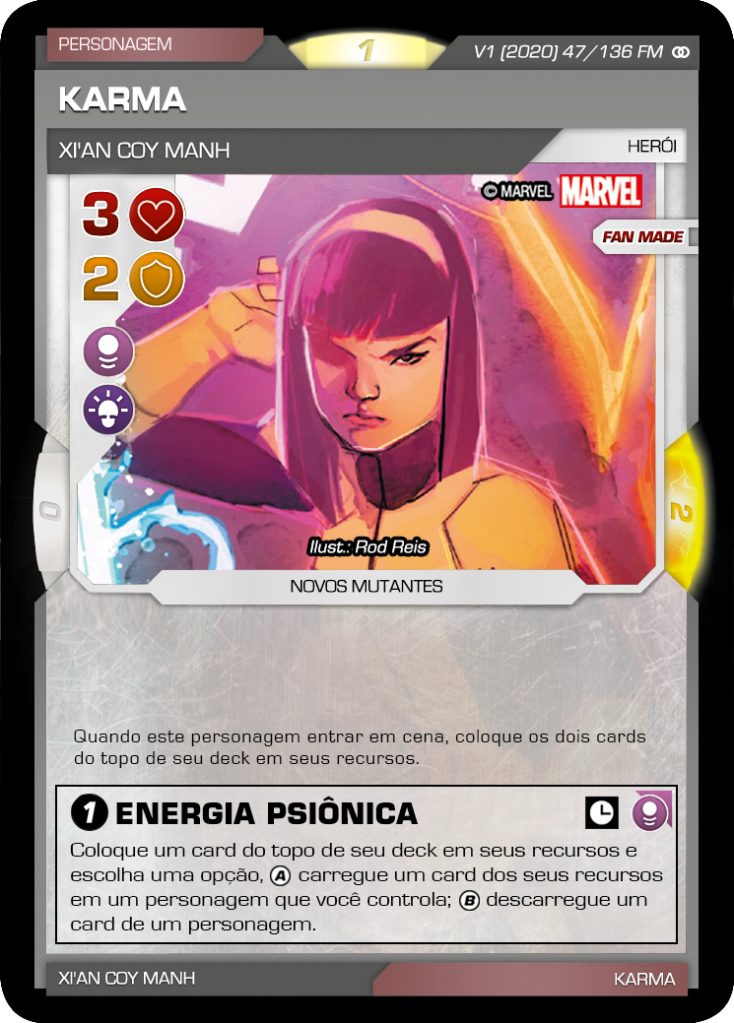 PERSONAGEM
1
V1 (2020) 47/136 FM
KARMA
XI'AN COY MANH
HERÓI
© MARVEL MARVEL
3
FAN MADE
2
0
2
Ilust.: Rod Reis
NOVOS MUTANTES
Quando este personagem entrar em cena, coloque os dois cards
do topo de seu deck em seus recursos.
1 ENERGIA PSIÔNICA
Coloque um card do topo de seu deck em seus recursos e
escolha uma opção, A carregue um card dos seus recursos
em um personagem que você controla; B descarregue um
card de um personagem.
XI'AN COY MANH
KARMA